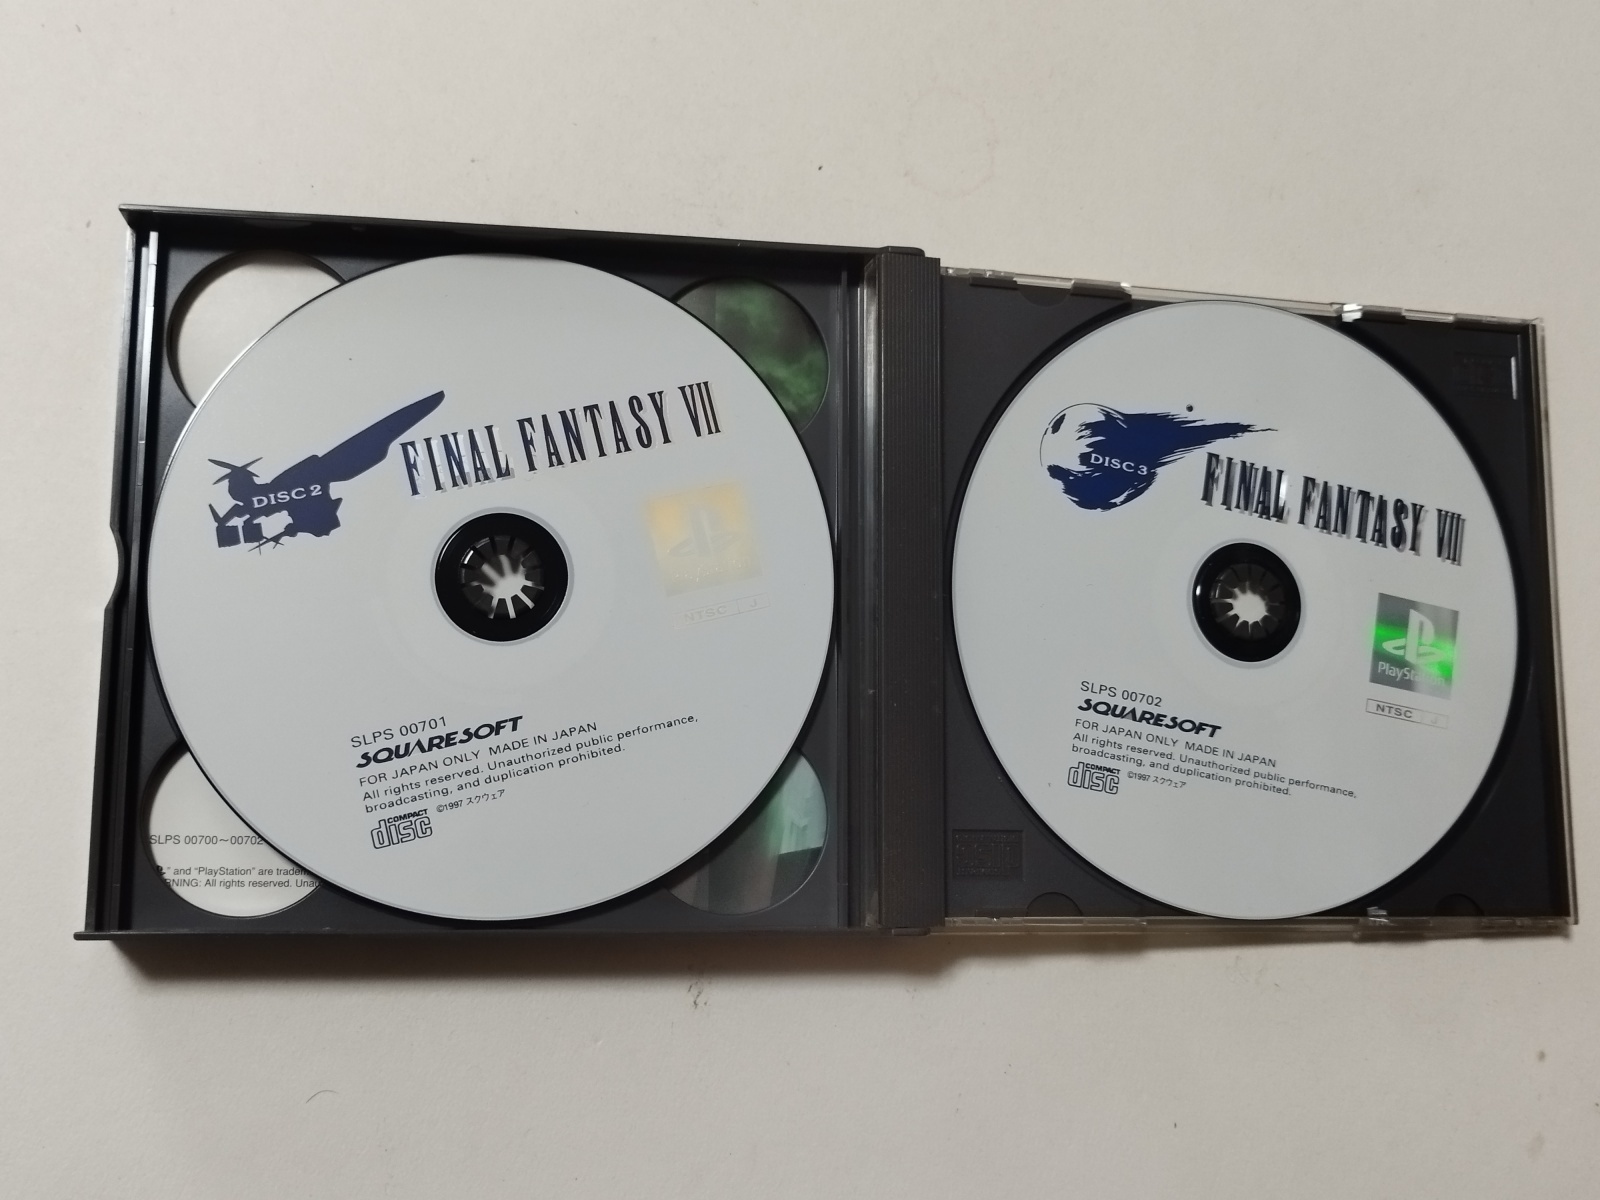 DISC 2
FINAL FANTASY VII
PlayStation
NTSC J
SLPS 00701
SQUARESOFT
FOR JAPAN ONLY MADE IN JAPAN
All rights reserved. Unauthorized public performance,
broadcasting, and duplication prohibited.
COMPACT
disc
©1997 スクウェア
SLPS 00700～00702
" and "PlayStation" are
All rights reserved.
DISC 3
FINAL FANTASY VII
PlayStation
NTSC J
SLPS 00702
SQUARESOFT
FOR JAPAN ONLY MADE IN JAPAN
All rights reserved. Unauthorized public performance,
broadcasting, and duplication prohibited.
COMPACT
disc
©1997 スクウェア